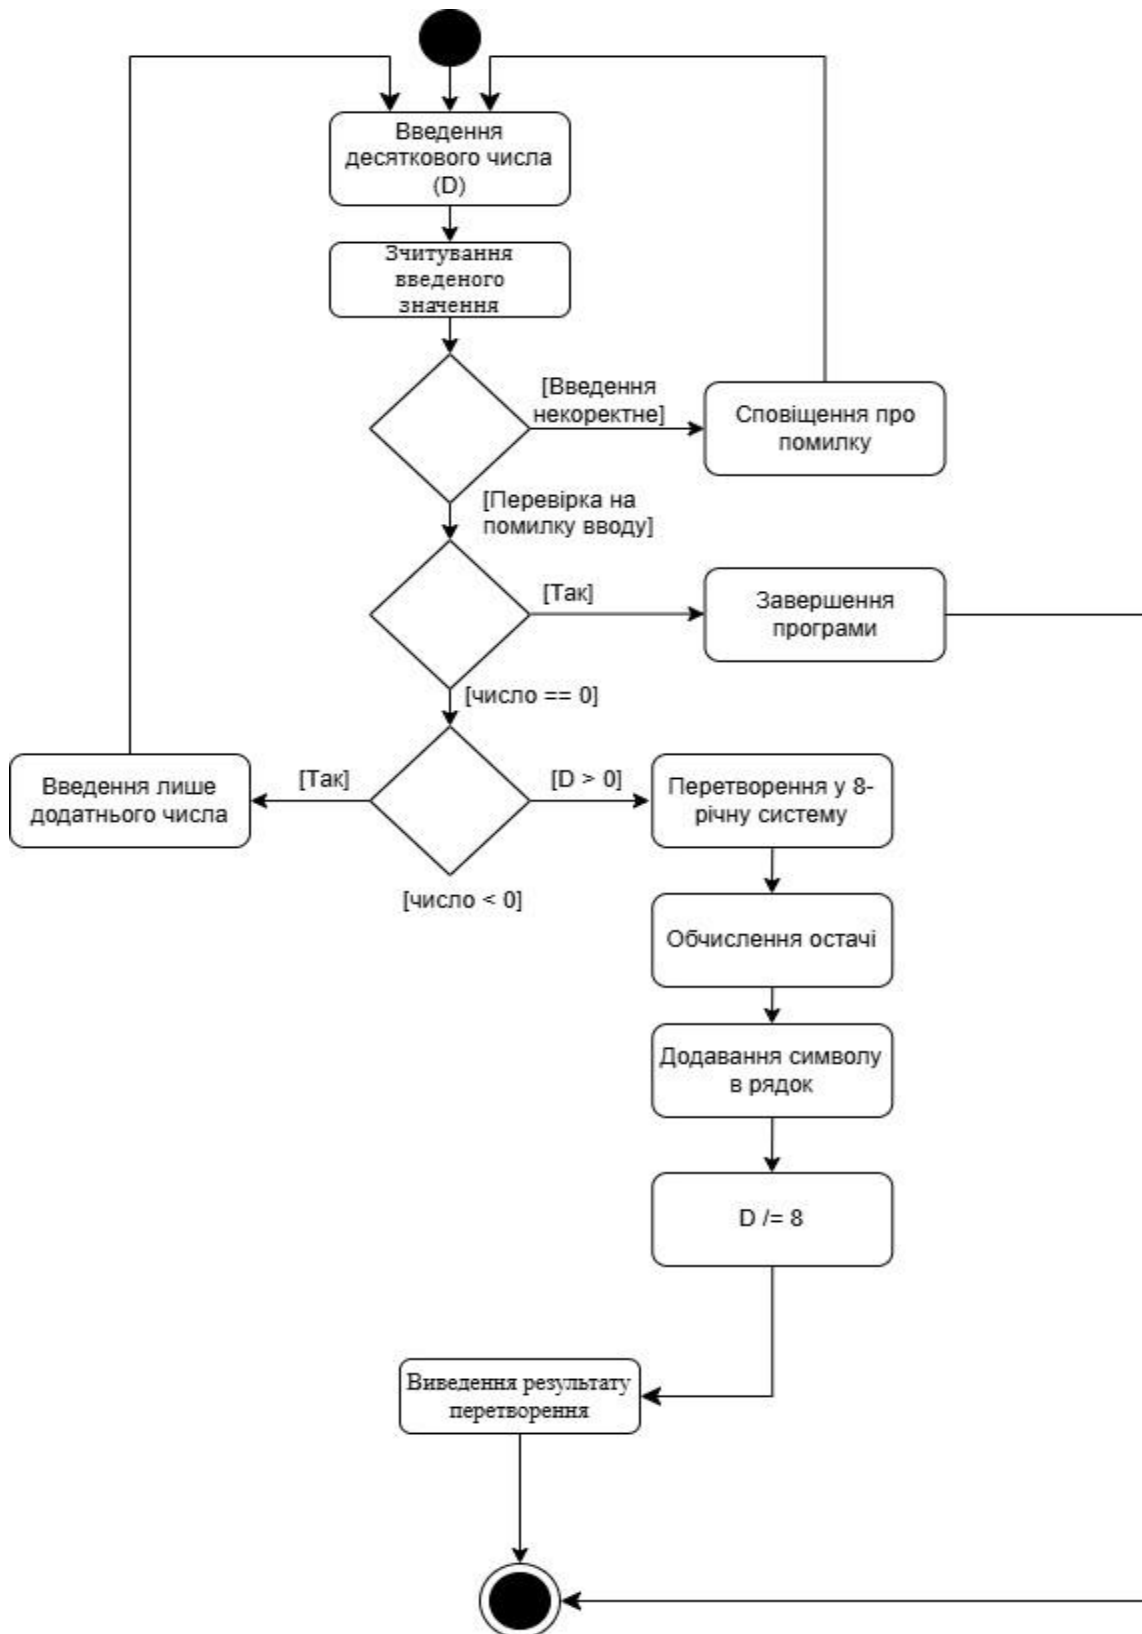 Введення
десяткового числа
(D)
Зчитування
введеного
значення
[Введення
некоректне]
Сповіщення про
помилку
[Перевірка на
помилку вводу]
[Так]
Завершення
програми
[число == 0]
Введення лише
додатнього числа
[Так]
[D > 0]
Перетворення у 8-
річну систему
[число < 0]
Обчислення остачі
Додавання символу
в рядок
D /= 8
Виведення результату
перетворення